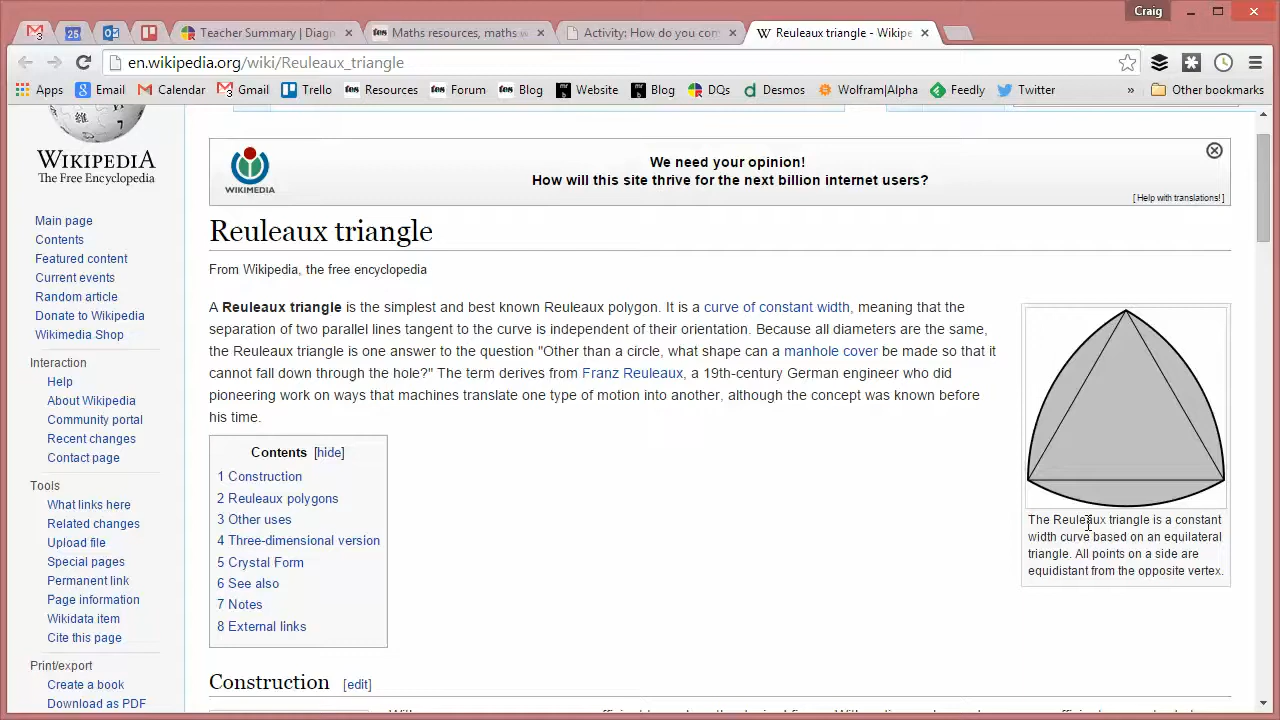 Craig
3
25
Teacher Summary | Diagn
tes Maths resources, maths w
Activity: How do you com
W Reuleaux triangle - Wikipe
en.wikipedia.org/wiki/Reuleaux_triangle
Apps Email Calendar Gmail Trello tes Resources tes Forum tes Blog Website Blog DQs Desmos Wolfram|Alpha Feedly Twitter » Other bookmarks
WIKIPEDIA
The Free Encyclopedia
Main page
Contents
Featured content
Current events
Random article
Donate to Wikipedia
Wikimedia Shop
Interaction
Help
About Wikipedia
Community portal
Recent changes
Contact page
Tools
What links here
Related changes
Upload file
Special pages
Permanent link
Page information
Wikidata item
Cite this page
Print/export
Create a book
Download as PDF
WIKIMEDIA
We need your opinion!
How will this site thrive for the next billion internet users?
[ Help with translations! ]
Reuleaux triangle
From Wikipedia, the free encyclopedia
A Reuleaux triangle is the simplest and best known Reuleaux polygon. It is a curve of constant width, meaning that the
separation of two parallel lines tangent to the curve is independent of their orientation. Because all diameters are the same,
the Reuleaux triangle is one answer to the question "Other than a circle, what shape can a manhole cover be made so that it
cannot fall down through the hole?" The term derives from Franz Reuleaux, a 19th-century German engineer who did
pioneering work on ways that machines translate one type of motion into another, although the concept was known before
his time.
Contents [hide]
1 Construction
2 Reuleaux polygons
3 Other uses
4 Three-dimensional version
5 Crystal Form
6 See also
7 Notes
8 External links
The Reuleaux triangle is a constant
width curve based on an equilateral
triangle. All points on a side are
equidistant from the opposite vertex.
Construction [edit]